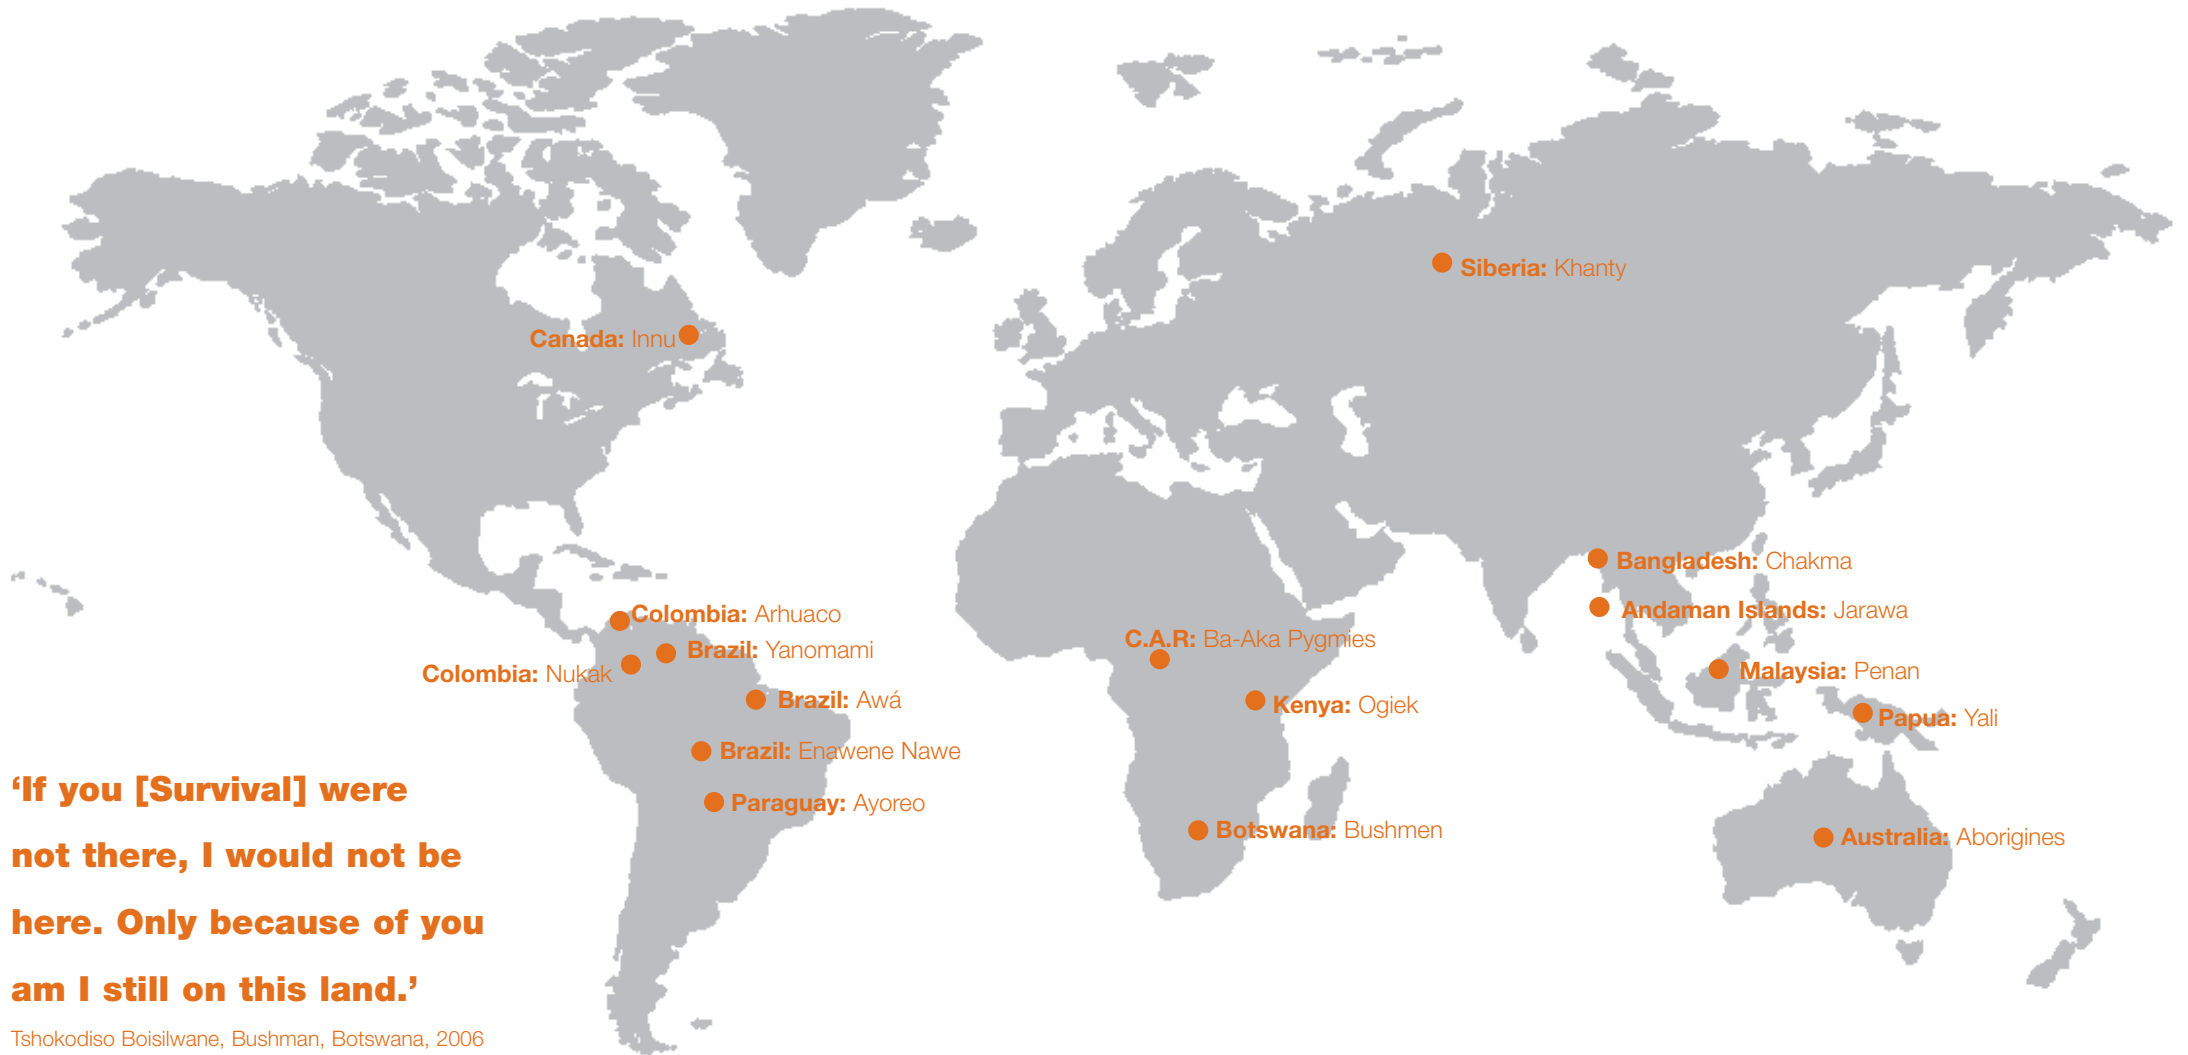 Siberia: Khanty
Canada: Innu
Bangladesh: Chakma
Andaman Islands: Jarawa
Colombia: Arhuaco
C.A.R: Ba-Aka Pygmies
Brazil: Yanomami
Colombia: Nukak
Malaysia: Penan
Brazil: Awá
Kenya: Ogiek
Papua: Yali
Brazil: Enawene Nawe
Paraguay: Ayoreo
Botswana: Bushmen
Australia: Aborigines
‘If you [Survival] were
not there, I would not be
here. Only because of you
am I still on this land.’
Tshokodiso Boisilwane, Bushman, Botswana, 2006